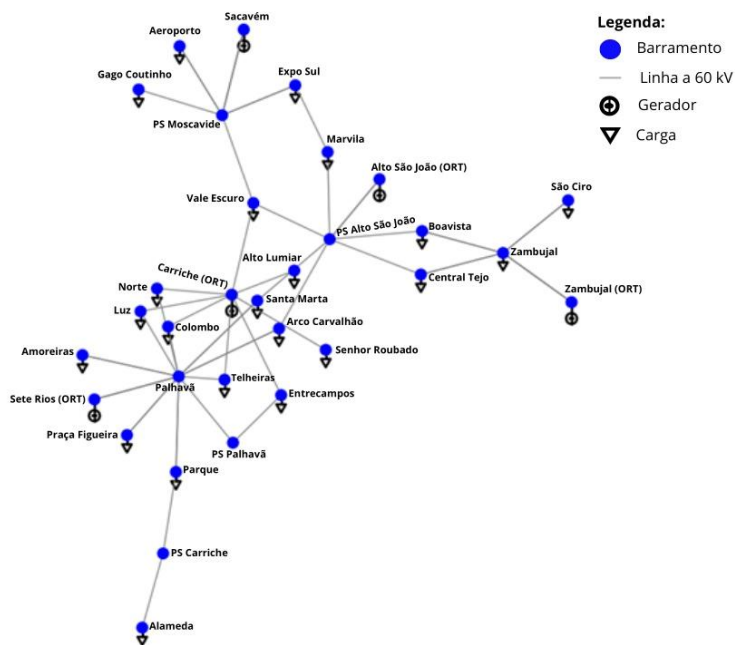 Sacavém
Aeroporto
Legenda:
Barramento
Gago Coutinho
Expo Sul
Linha a 60 kV
Gerador
PS Moscavide
Carga
Marvila
Alto São João (ORT)
São Ciro
Vale Escuro
PS Alto São João
Boavista
Zambujal
Alto Lumiar
Carriche (ORT)
Central Tejo
Norte
Zambujal (ORT)
Santa Marta
Luz
Colombo
Arco Carvalhão
Amoreiras
Senhor Roubado
Palhavã
Telheiras
Sete Rios (ORT)
Entrecampos
Praça Figueira
PS Palhavã
Parque
PS Carriche
Alameda